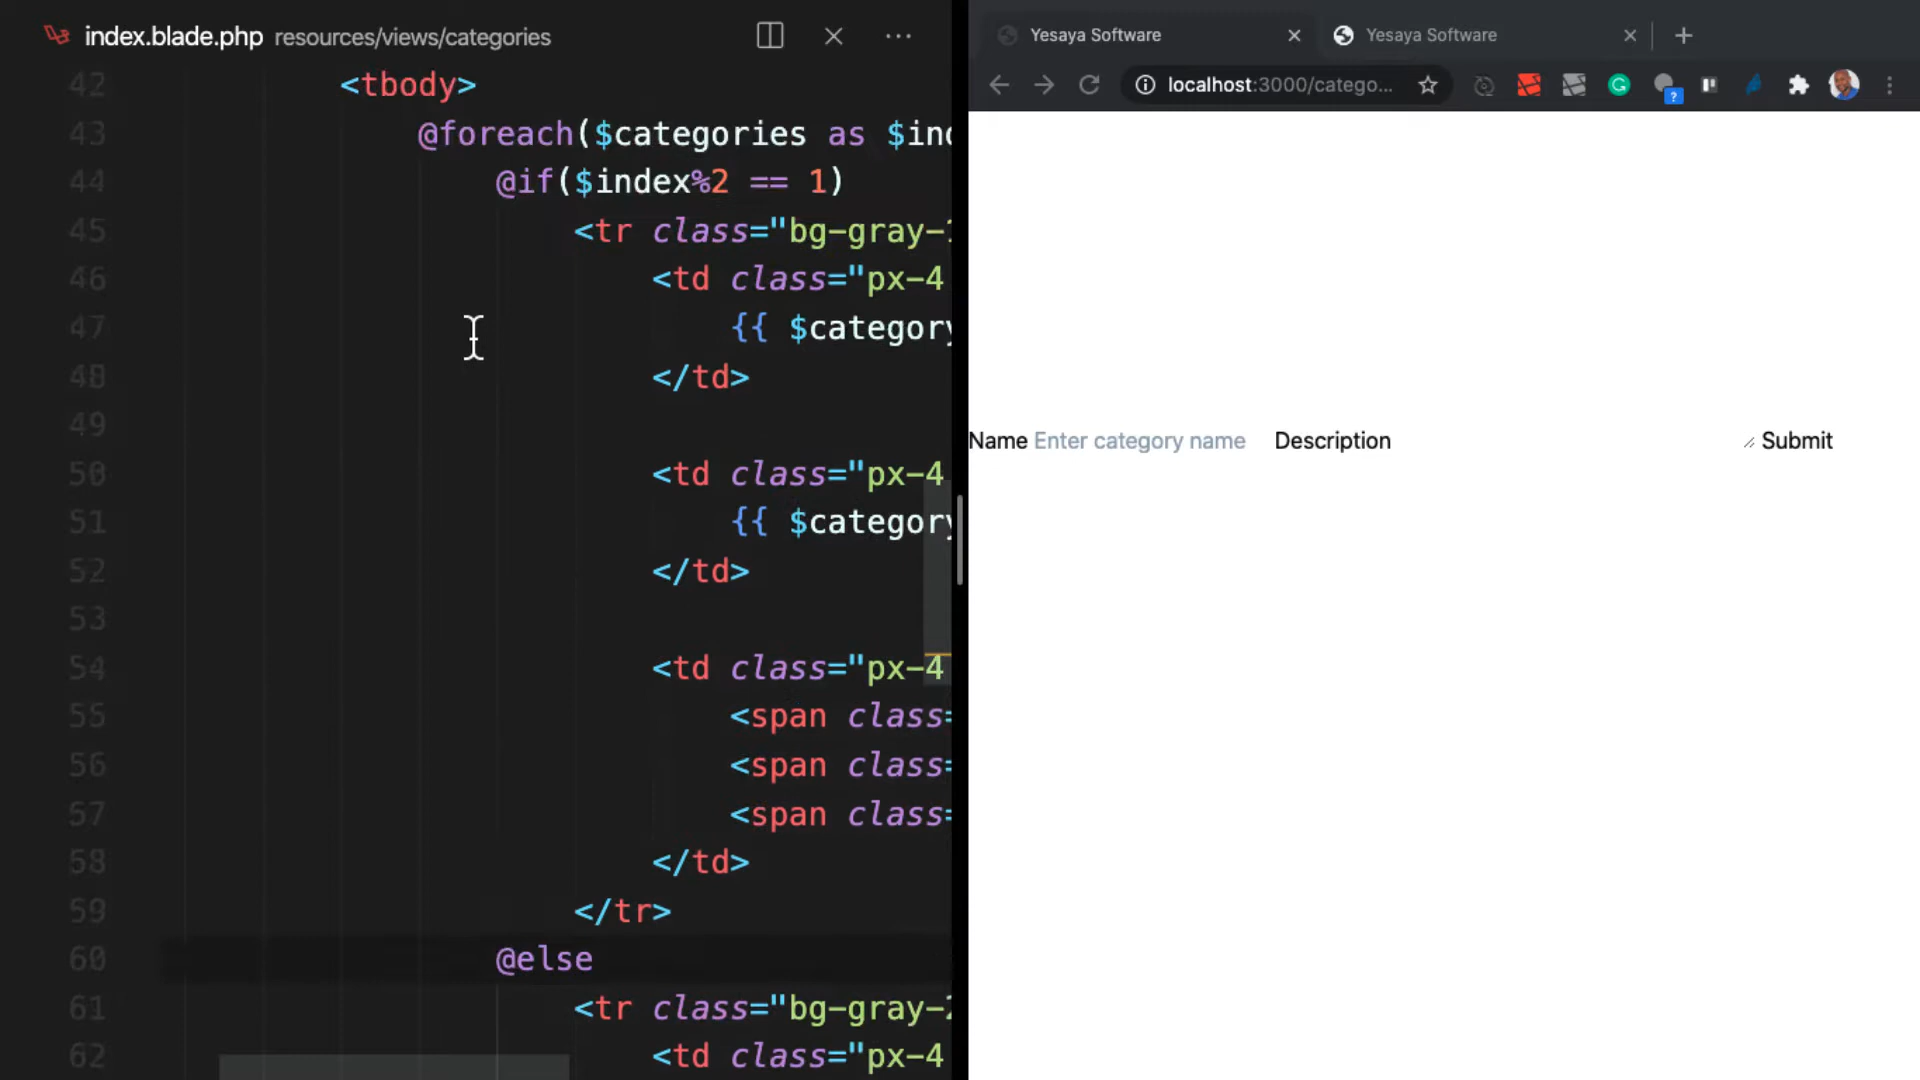 index.blade.php resources/views/categories
42 <tbody>
43 @foreach($categories as $ind
44 @if($index%2 == 1)
45 <tr class="bg-gray-1
46 <td class="px-4
47 {{ $category
48 </td>
49
50 <td class="px-4
51 {{ $category
52 </td>
53
54 <td class="px-4
55 <span class=
56 <span class=
57 <span class=
58 </td>
59 </tr>
60 @else
61 <tr class="bg-gray-2
62 <td class="px-4
Yesaya Software
Yesaya Software
localhost:3000/catego...
?
Name Enter category name Description Submit